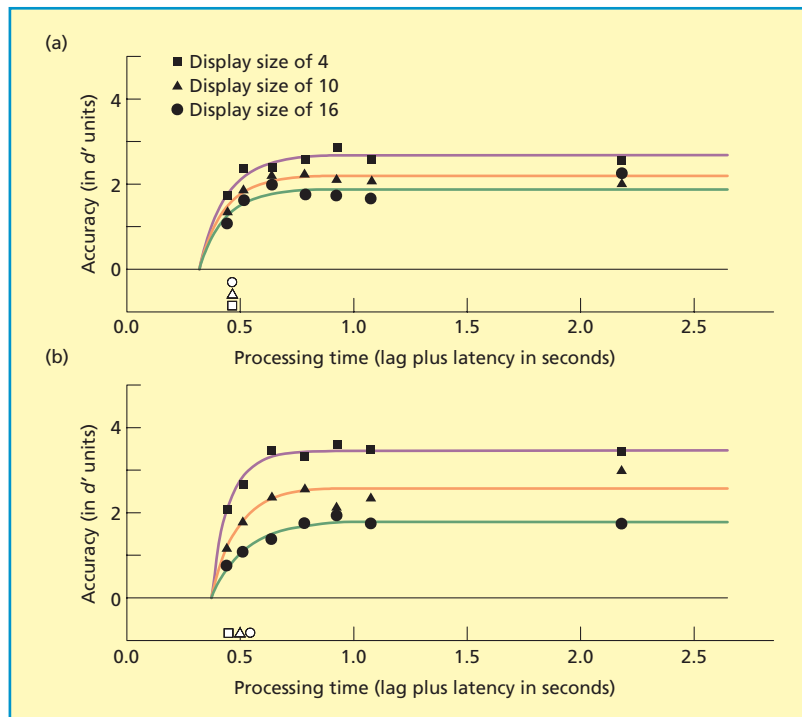 (a)
Display size of 4
Display size of 10
Display size of 16
Accuracy (in d′ units)
4
2
0
0.0 0.5 1.0 1.5 2.0 2.5
Processing time (lag plus latency in seconds)
(b)
Accuracy (in d′ units)
4
2
0
0.0 0.5 1.0 1.5 2.0 2.5
Processing time (lag plus latency in seconds)